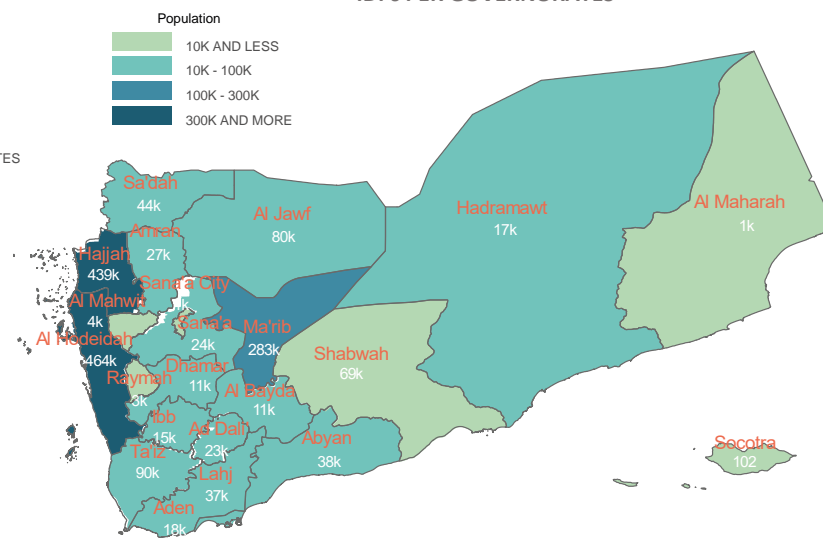 Population
10K AND LESS
10K - 100K
100K - 300K
300K AND MORE
Sa'dah
44k
Al Jawf
80k
Hadramawt
17k
Al Maharah
1k
Amran
27k
Hajjah
439k
Sana'a City
Al Mahwit
4k
Sana'a
24k
Ma'rib
283k
Al Hodeidah
464k
Shabwah
69k
Raymah
3k
Dhamar
11k
Al Bayda
11k
Ibb
15k
Ad Dali'
23k
Abyan
38k
Ta'iz
90k
Lahj
37k
Aden
18k
Socotra
102